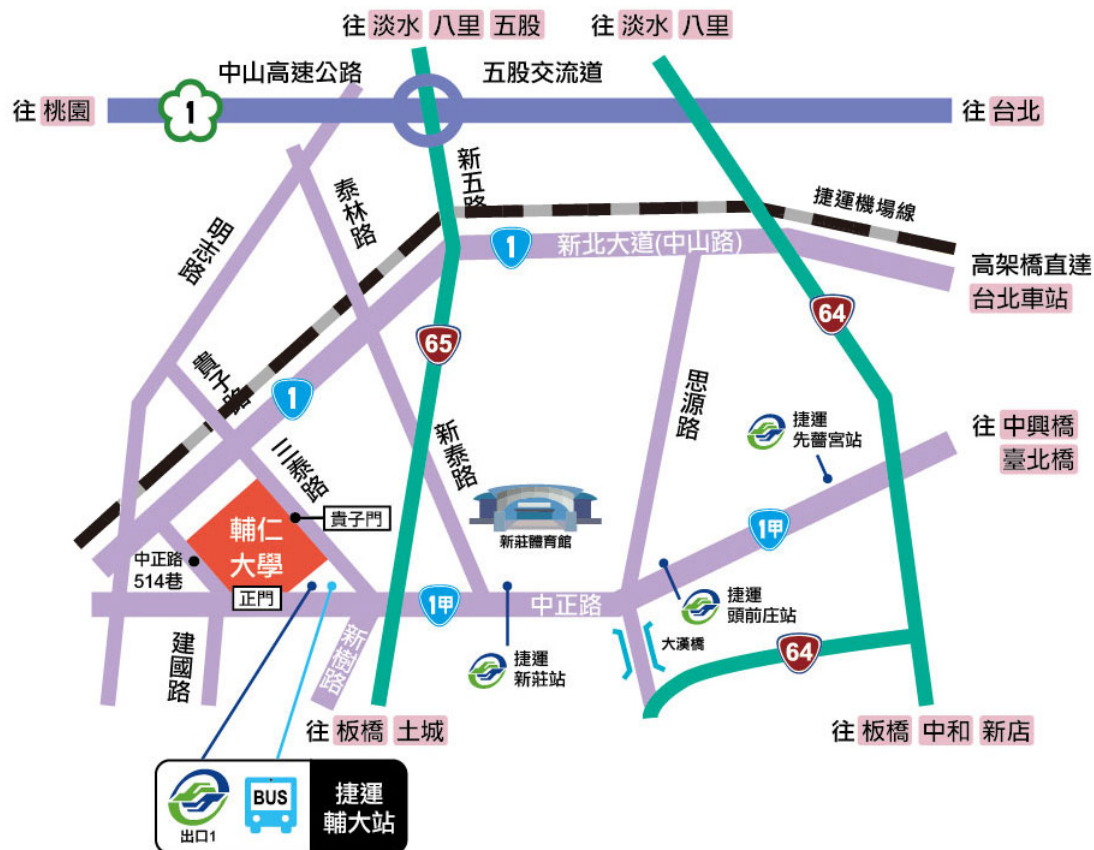 往 淡水 八里 五股
往 淡水 八里
中山高速公路
五股交流道
往 桃園
1
往 台北
新五路
泰林路
明志路
捷運機場線
1
新北大道(中山路)
高架橋直達
台北車站
64
65
貴子路
1
思源路
捷運
先嗇宮站
往 中興橋
臺北橋
新泰路
三泰路
新莊體育館
1甲
輔仁
大學
貴子門
中正路
514巷
正門
1甲
中正路
捷運
頭前庄站
大漢橋
64
建國路
新樹路
捷運
新莊站
往 板橋 土城
往 板橋 中和 新店
BUS
出口1
捷運
輔大站